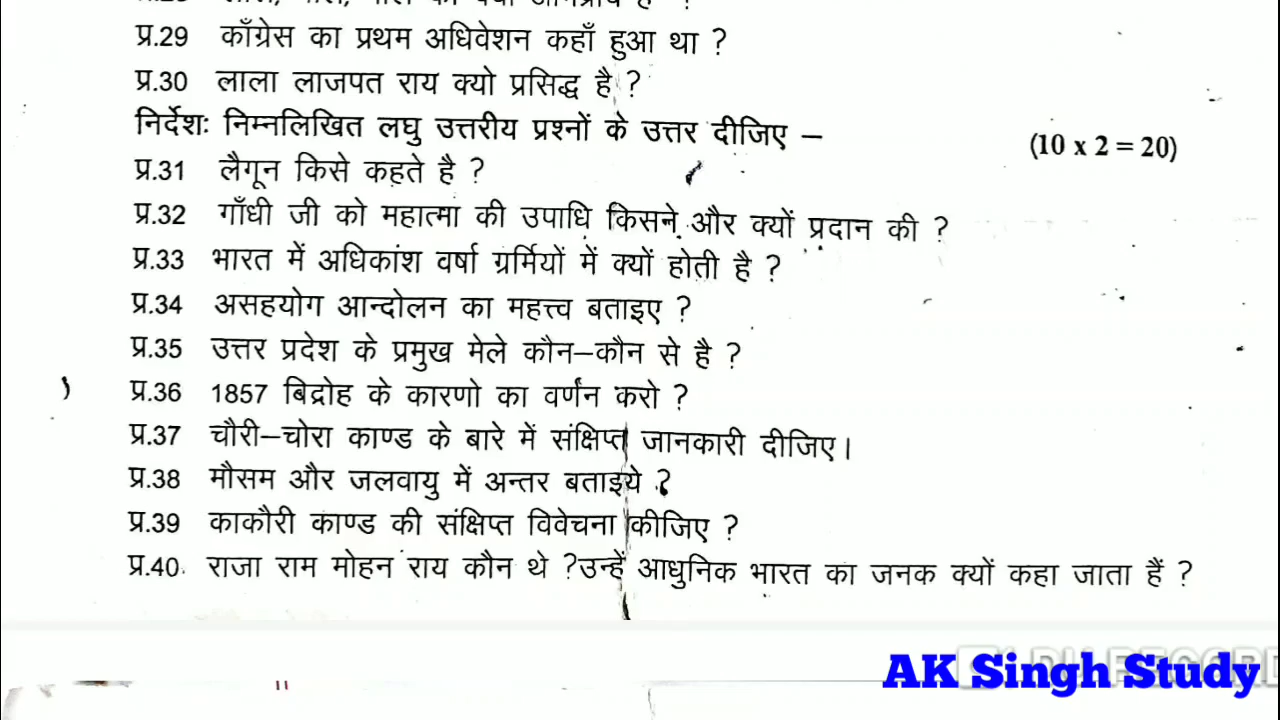 प्र.29 काँग्रेस का प्रथम अधिवेशन कहाँ हुआ था ?
प्र.30 लाला लाजपत राय क्यो प्रसिद्ध है ?
निर्देशः निम्नलिखित लघु उत्तरीय प्रश्नों के उत्तर दीजिए – (10 x 2 = 20)
प्र.31 लैगून किसे कहते है ?
प्र.32 गाँधी जी को महात्मा की उपाधि किसने और क्यों प्रदान की ?
प्र.33 भारत में अधिकांश वर्षा ग्रर्मियों में क्यों होती है ?
प्र.34 असहयोग आन्दोलन का महत्त्व बताइए ?
प्र.35 उत्तर प्रदेश के प्रमुख मेले कौन–कौन से है ?
प्र.36 1857 बिद्रोह के कारणो का वर्णन करो ?
प्र.37 चौरी–चोरा काण्ड के बारे में संक्षिप्त जानकारी दीजिए।
प्र.38 मौसम और जलवायु में अन्तर बताइये ?
प्र.39 काकौरी काण्ड की संक्षिप्त विवेचना कीजिए ?
प्र.40. राजा राम मोहन राय कौन थे ?उन्हें आधुनिक भारत का जनक क्यों कहा जाता हैं ?
AK Singh Study